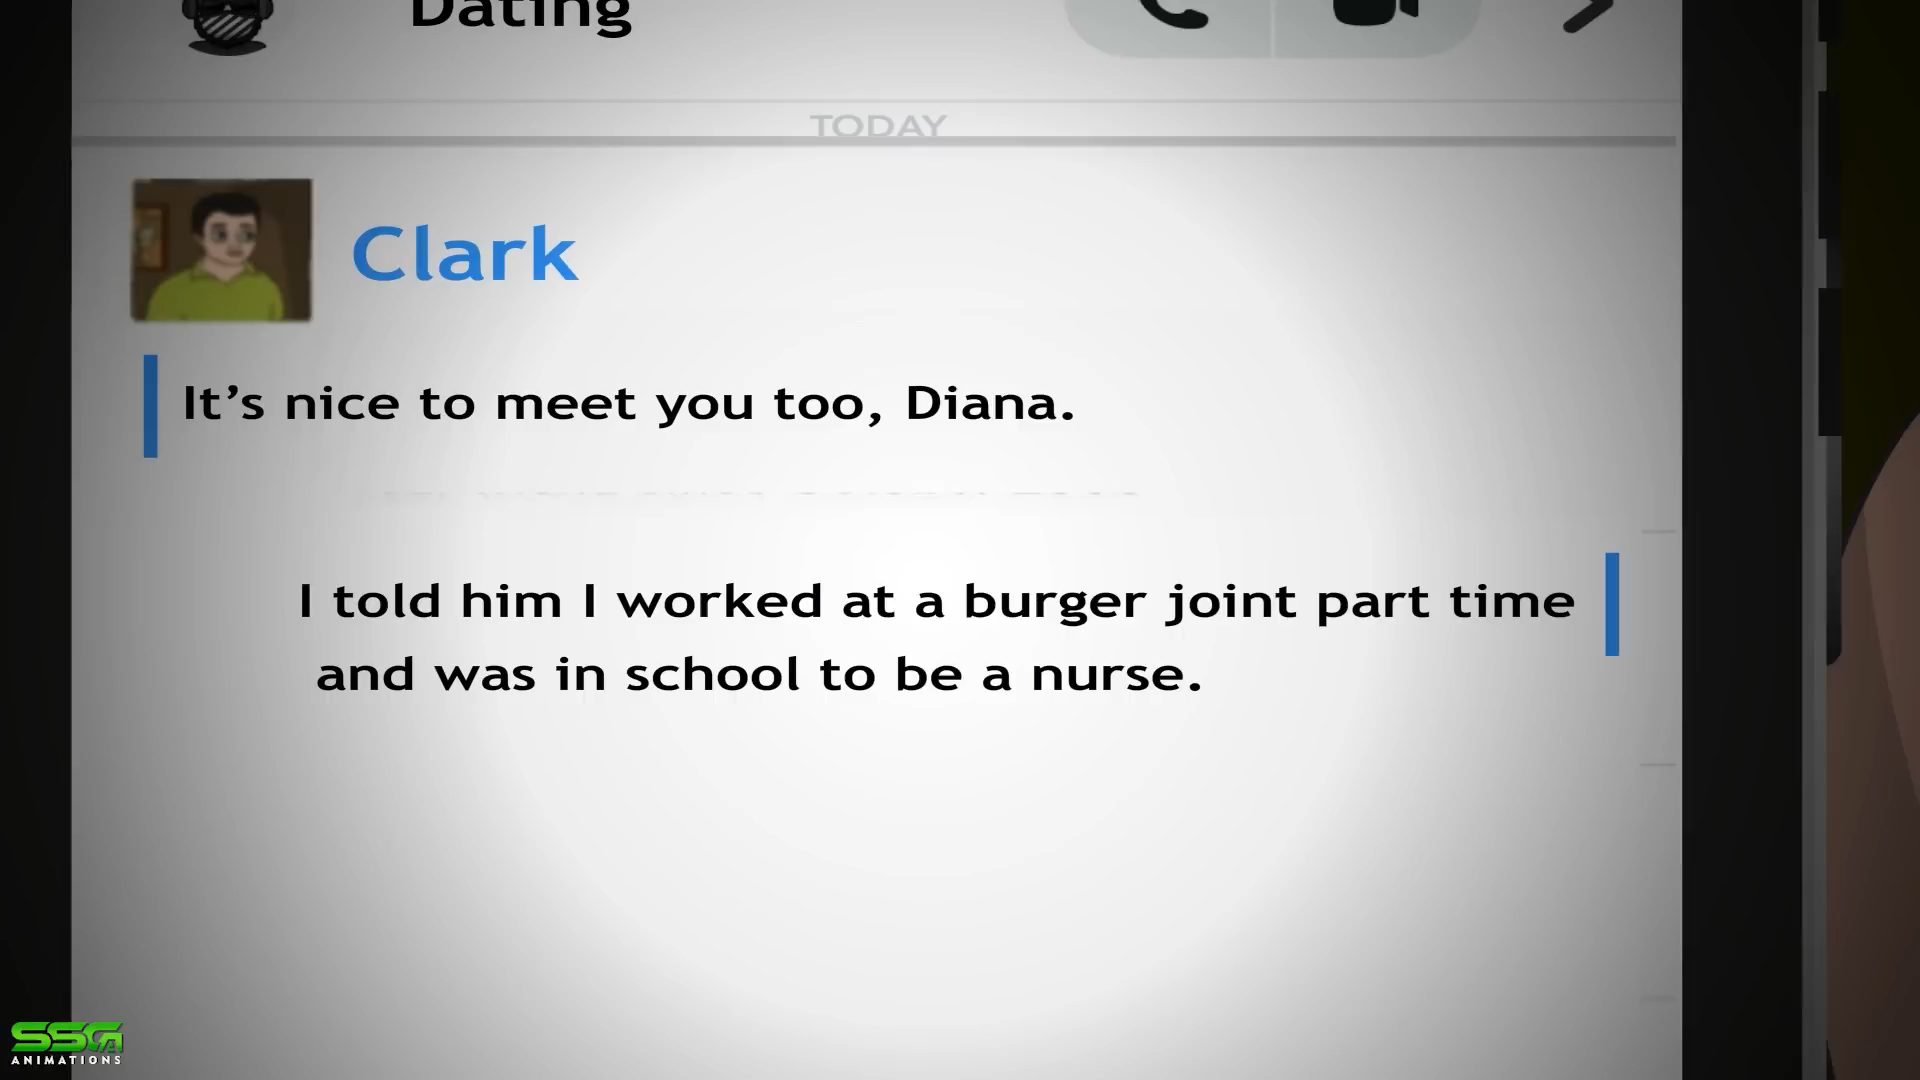 Dating
TODAY
Clark
It’s nice to meet you too, Diana.
I told him I worked at a burger joint part time
and was in school to be a nurse.
SSGA
ANIMATIONS